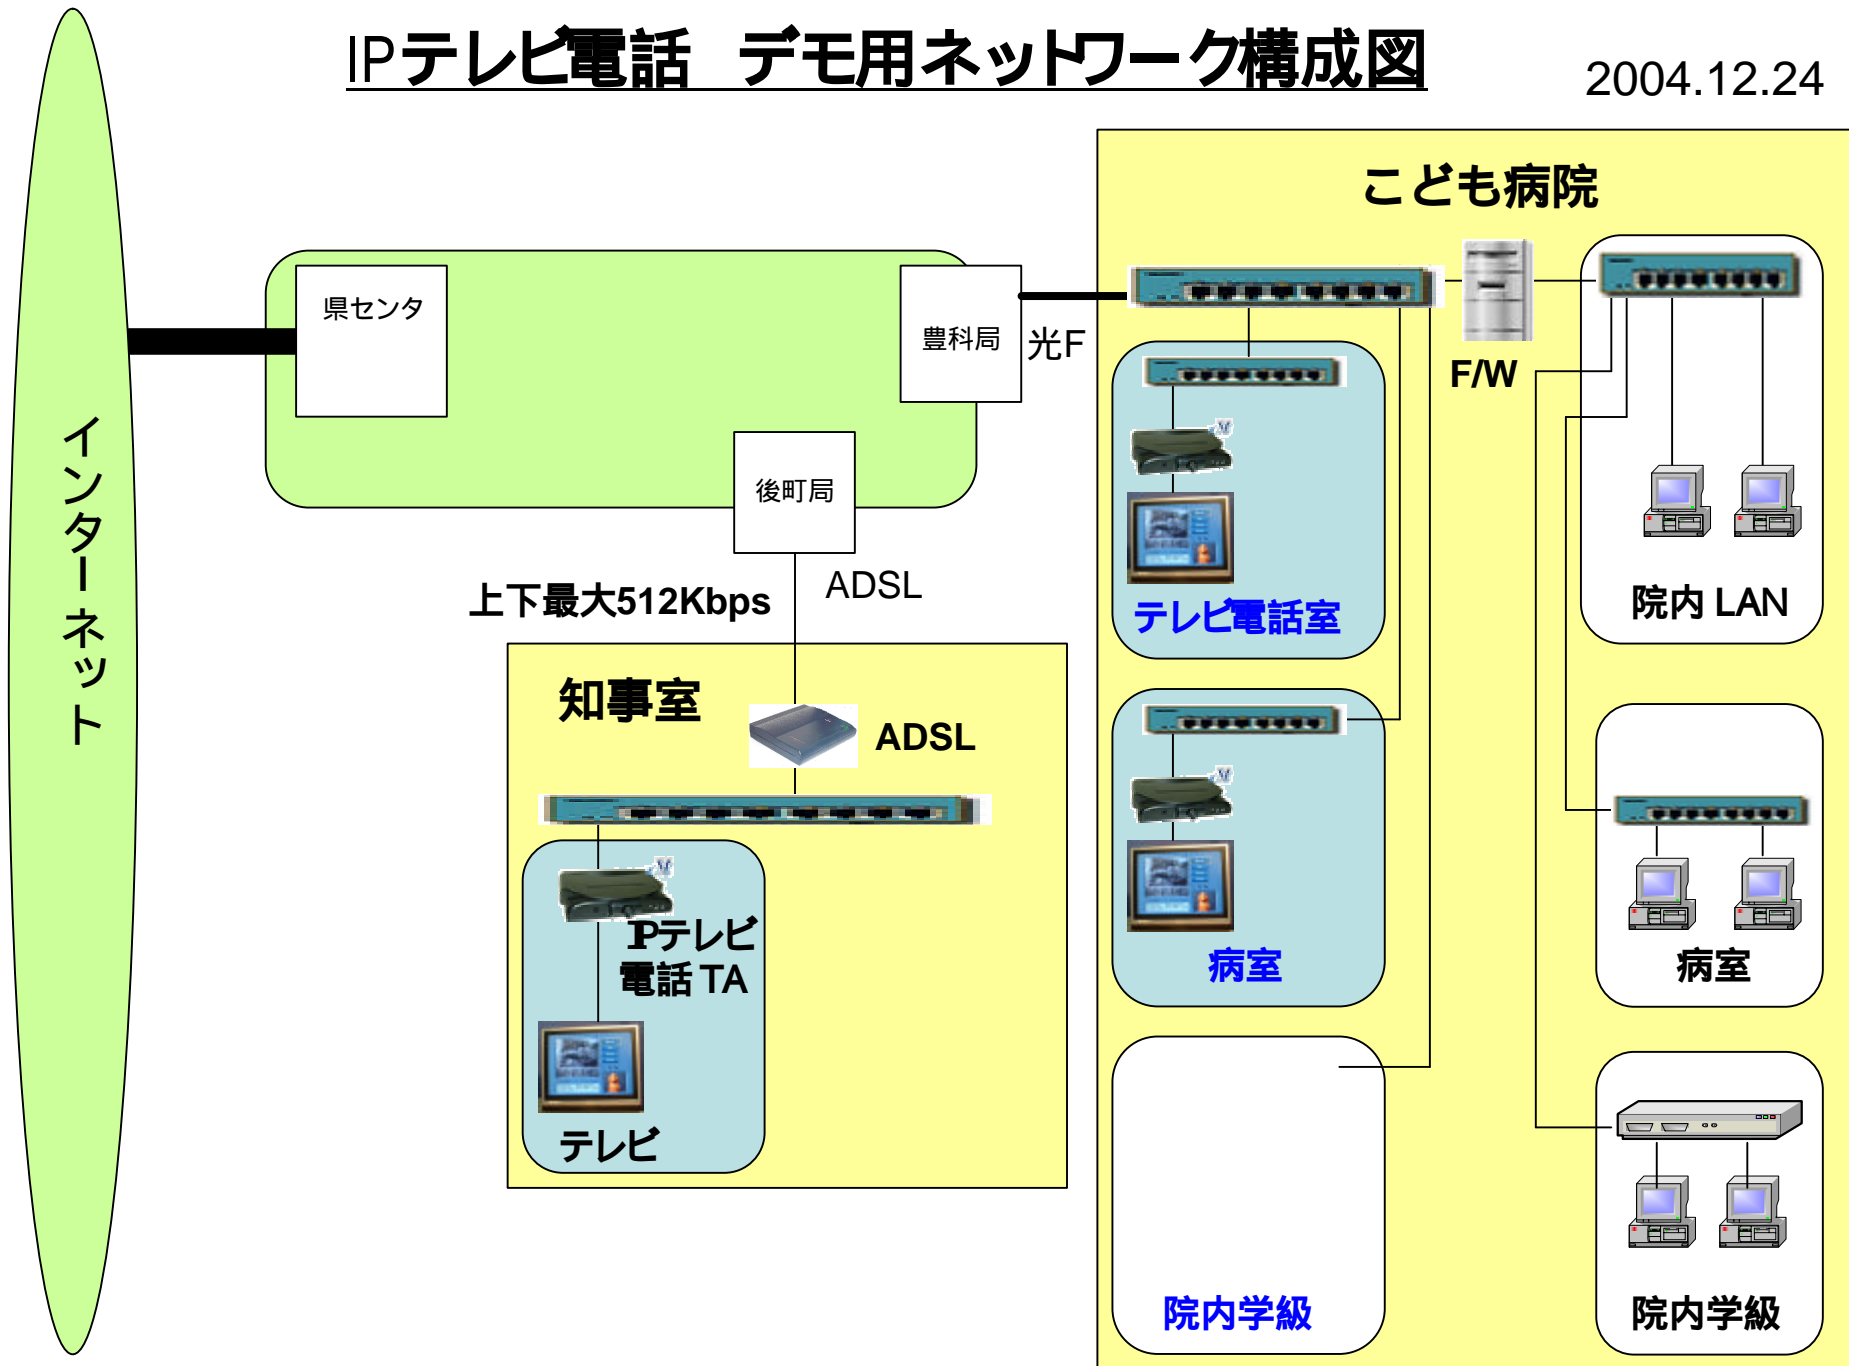 IPテレビ電話　デモ用ネットワーク構成図
2004.12.24
インターネット
県センタ
豊科局
光F
後町局
上下最大512Kbps
ADSL
知事室
ADSL
IPテレビ
電話 TA
テレビ
こども病院
F/W
テレビ電話室
病室
院内学級
院内 LAN
病室
院内学級